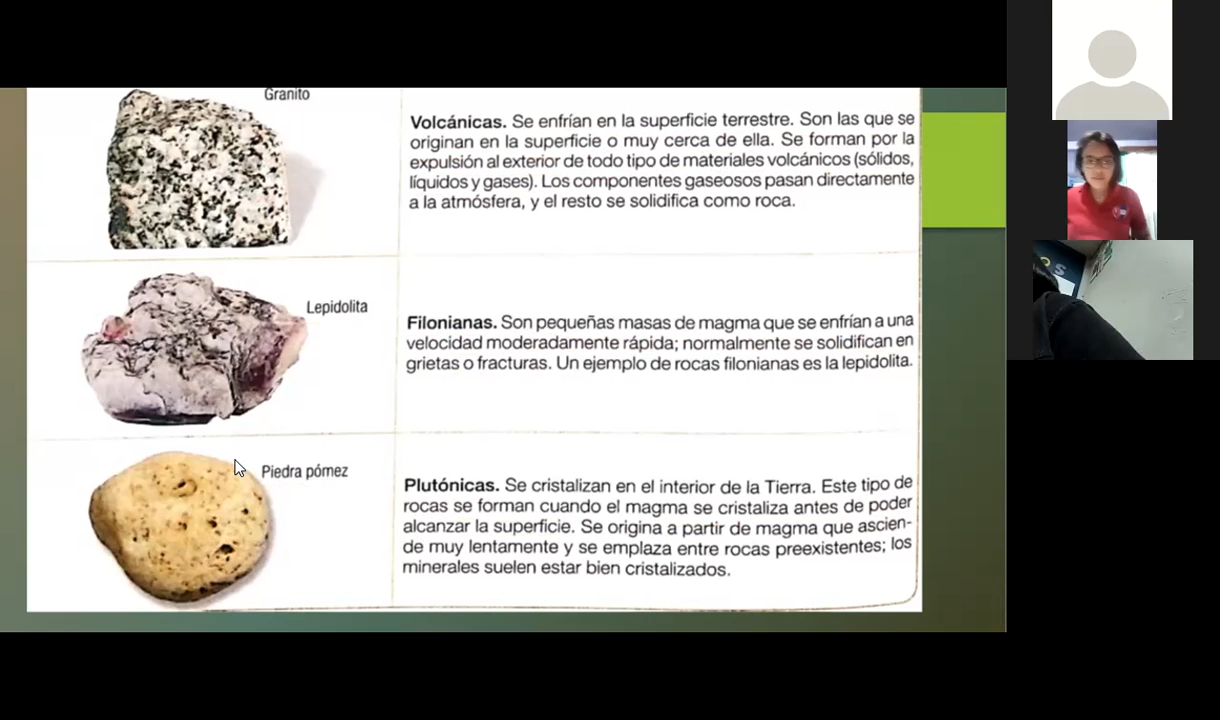 Granito
Volcánicas. Se enfrían en la superficie terrestre. Son las que se
originan en la superficie o muy cerca de ella. Se forman por la
expulsión al exterior de todo tipo de materiales volcánicos (sólidos,
líquidos y gases). Los componentes gaseosos pasan directamente
a la atmósfera, y el resto se solidifica como roca.
Lepidolita
Filonianas. Son pequeñas masas de magma que se enfrían a una
velocidad moderadamente rápida; normalmente se solidifican en
grietas o fracturas. Un ejemplo de rocas filonianas es la lepidolita.
Piedra pómez
Plutónicas. Se cristalizan en el interior de la Tierra. Este tipo de
rocas se forman cuando el magma se cristaliza antes de poder
alcanzar la superficie. Se origina a partir de magma que ascien-
de muy lentamente y se emplaza entre rocas preexistentes; los
minerales suelen estar bien cristalizados.